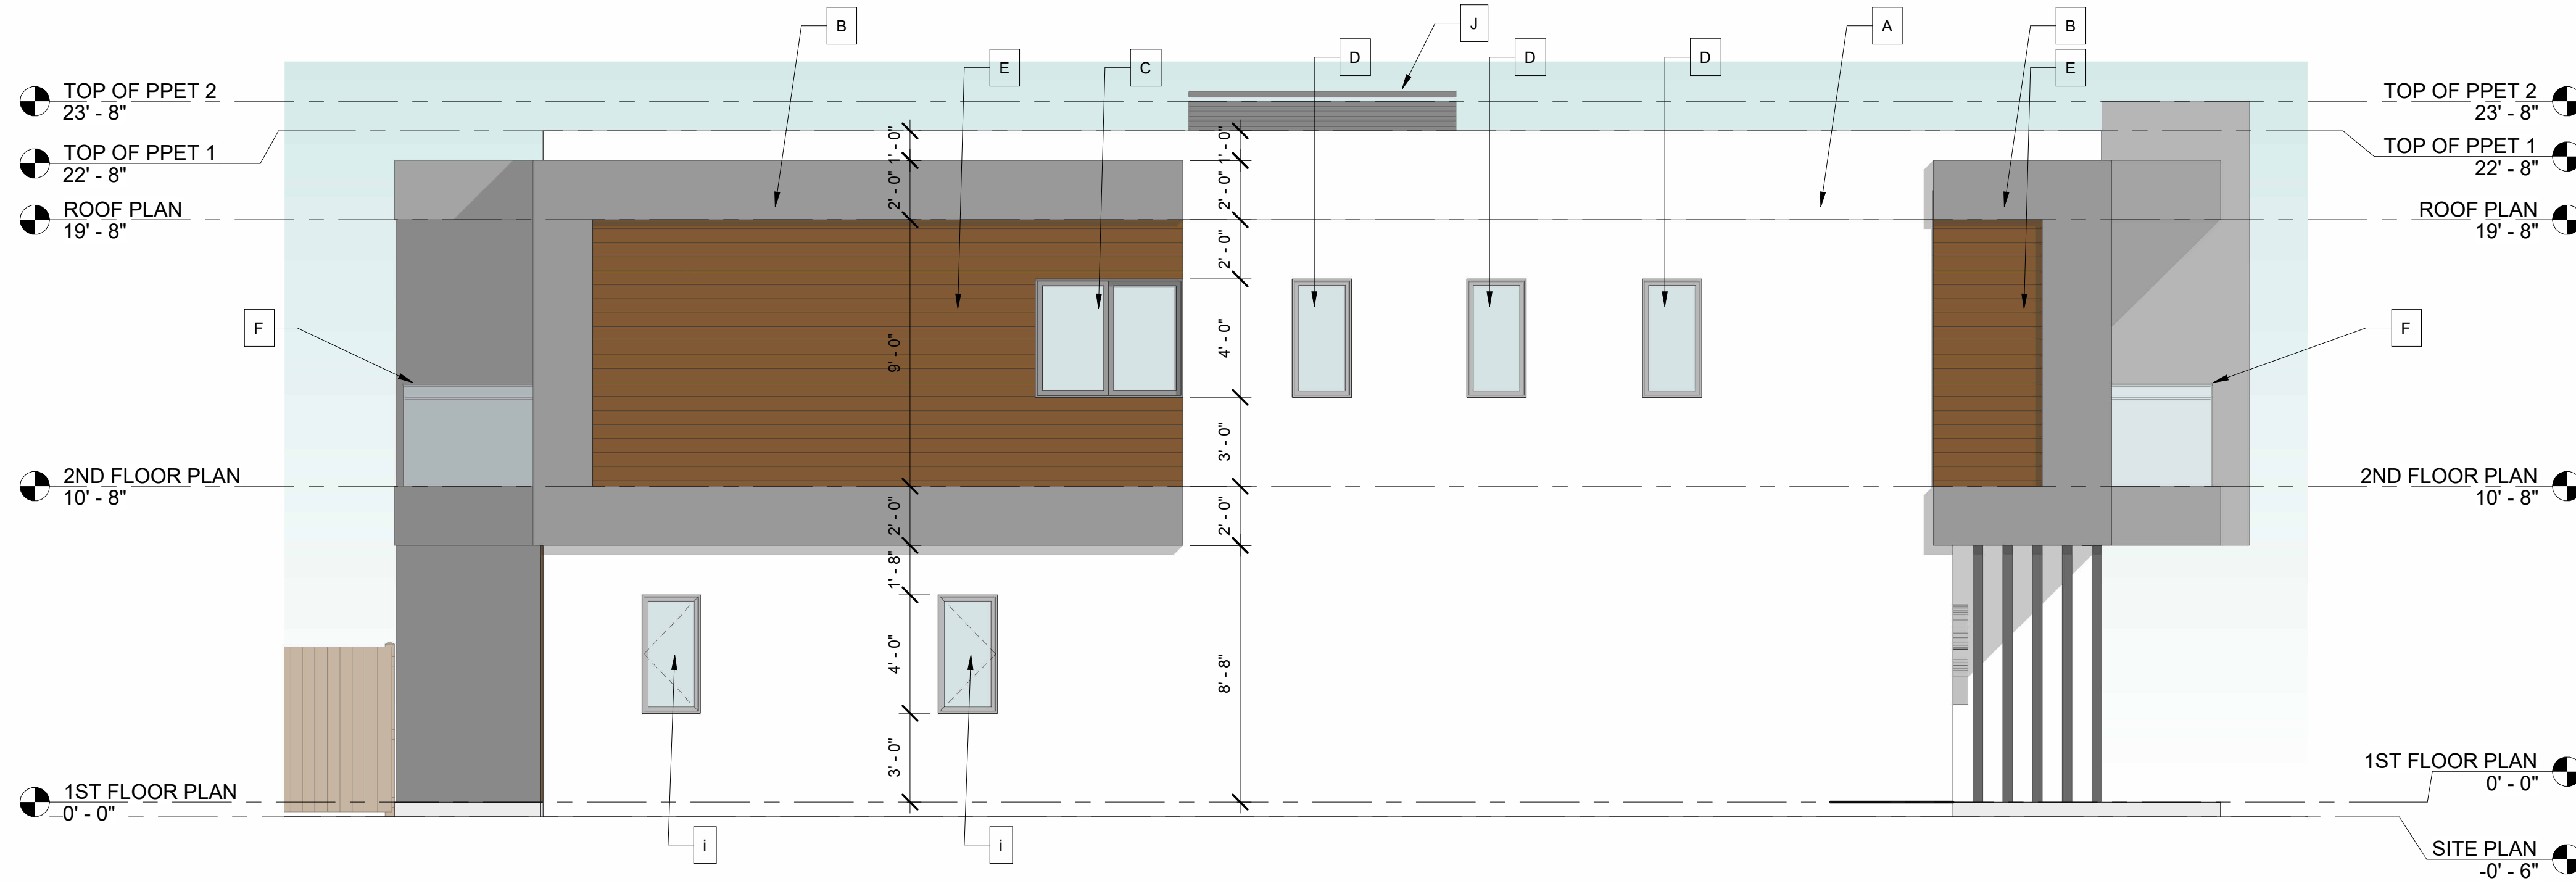 B
J
A
B
E
C
D
D
D
E
TOP OF PPET 2
23' - 8"
TOP OF PPET 2
23' - 8"
TOP OF PPET 1
22' - 8"
TOP OF PPET 1
22' - 8"
1' - 0"
1' - 0"
2' - 0"
2' - 0"
ROOF PLAN
19' - 8"
ROOF PLAN
19' - 8"
2' - 0"
F
9' - 0"
4' - 0"
F
3' - 0"
2ND FLOOR PLAN
10' - 8"
2ND FLOOR PLAN
10' - 8"
2' - 0"
2' - 0"
1' - 8"
4' - 0"
8' - 8"
3' - 0"
1ST FLOOR PLAN
0' - 0"
1ST FLOOR PLAN
0' - 0"
i
i
SITE PLAN
-0' - 6"